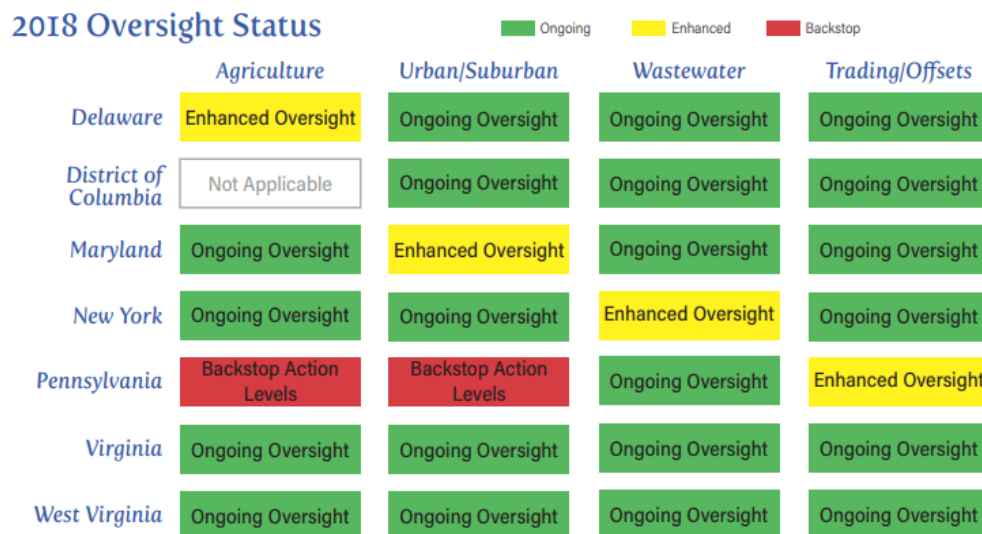 2018 Oversight Status
Ongoing Enhanced Backstop
Agriculture Urban/Suburban Wastewater Trading/Offsets
Delaware Enhanced Oversight Ongoing Oversight Ongoing Oversight Ongoing Oversight
District of
Columbia Not Applicable Ongoing Oversight Ongoing Oversight Ongoing Oversight
Maryland Ongoing Oversight Enhanced Oversight Ongoing Oversight Ongoing Oversight
New York Ongoing Oversight Ongoing Oversight Enhanced Oversight Ongoing Oversight
Pennsylvania Backstop Action
Levels Backstop Action
Levels Ongoing Oversight Enhanced Oversight
Virginia Ongoing Oversight Ongoing Oversight Ongoing Oversight Ongoing Oversight
West Virginia Ongoing Oversight Ongoing Oversight Ongoing Oversight Ongoing Oversight